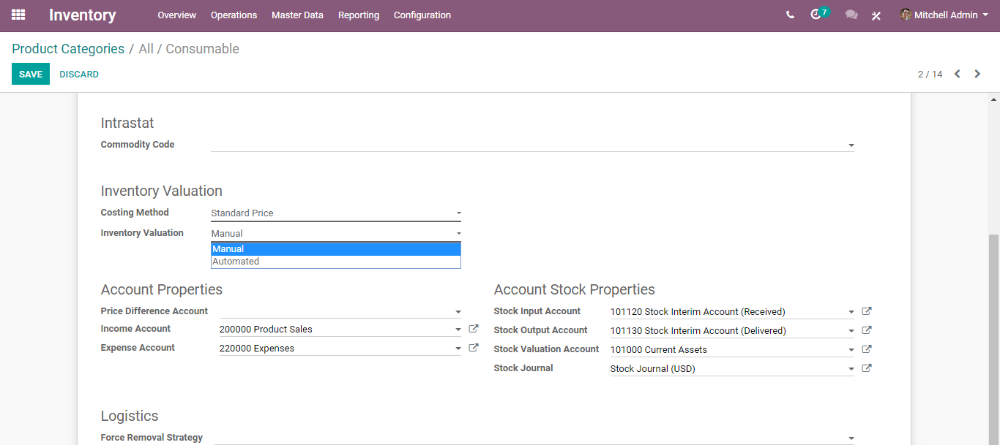 Inventory Overview Operations Master Data Reporting Configuration 7 Mitchell Admin
Product Categories / All / Consumable
SAVE DISCARD 2 / 14
Intrastat
Commodity Code
Inventory Valuation
Costing Method Standard Price
Inventory Valuation Manual
Manual
Automated
Account Properties Account Stock Properties
Price Difference Account Stock Input Account 101120 Stock Interim Account (Received)
Income Account 200000 Product Sales Stock Output Account 101130 Stock Interim Account (Delivered)
Expense Account 220000 Expenses Stock Valuation Account 101000 Current Assets
Stock Journal Stock Journal (USD)
Logistics
Force Removal Strategy